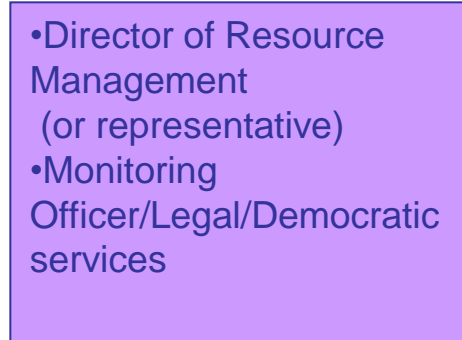 •Director of Resource
Management
(or representative)
•Monitoring
Officer/Legal/Democratic
services